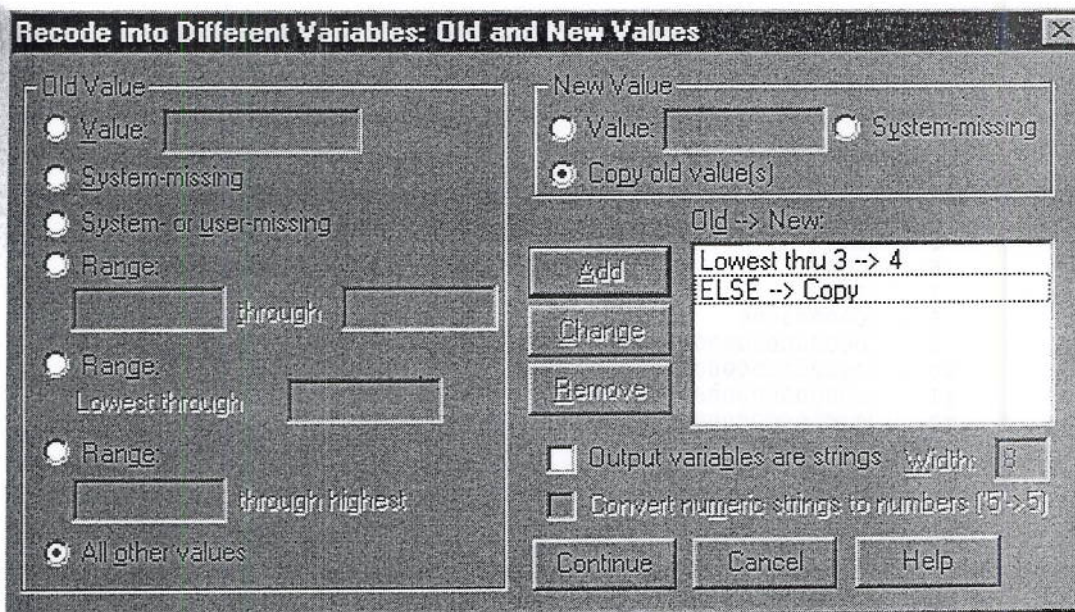 Recode into Different Variables: Old and New Values
Old Value
Value:
System-missing
System- or user-missing
Range:
through
Range:
Lowest through
Range:
through highest
All other values
New Value
Value:
System-missing
Copy old value(s)
Old --> New:
Lowest thru 3 --> 4
ELSE --> Copy
Add
Change
Remove
Output variables are strings Width: 8
Convert numeric strings to numbers ('5'->5)
Continue
Cancel
Help